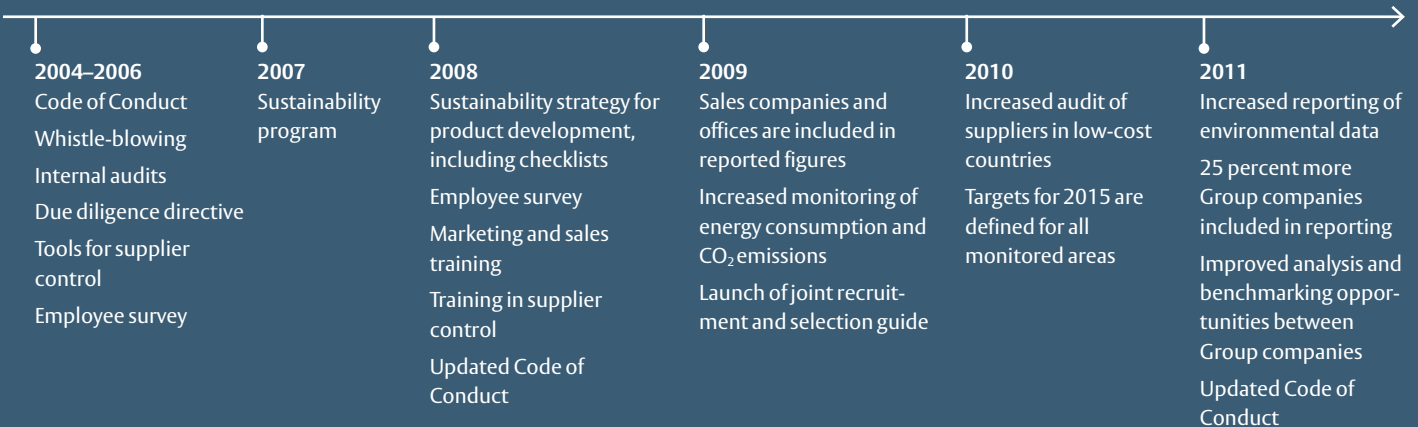 2004–2006
Code of Conduct
Whistle-blowing
Internal audits
Due diligence directive
Tools for supplier
control
Employee survey
2007
Sustainability
program
2008
Sustainability strategy for
product development,
including checklists
Employee survey
Marketing and sales
training
Training in supplier
control
Updated Code of
Conduct
2009
Sales companies and
offices are included in
reported figures
Increased monitoring of
energy consumption and
CO₂ emissions
Launch of joint recruit-
ment and selection guide
2010
Increased audit of
suppliers in low-cost
countries
Targets for 2015 are
defined for all
monitored areas
2011
Increased reporting of
environmental data
25 percent more
Group companies
included in reporting
Improved analysis and
benchmarking oppor-
tunities between
Group companies
Updated Code of
Conduct